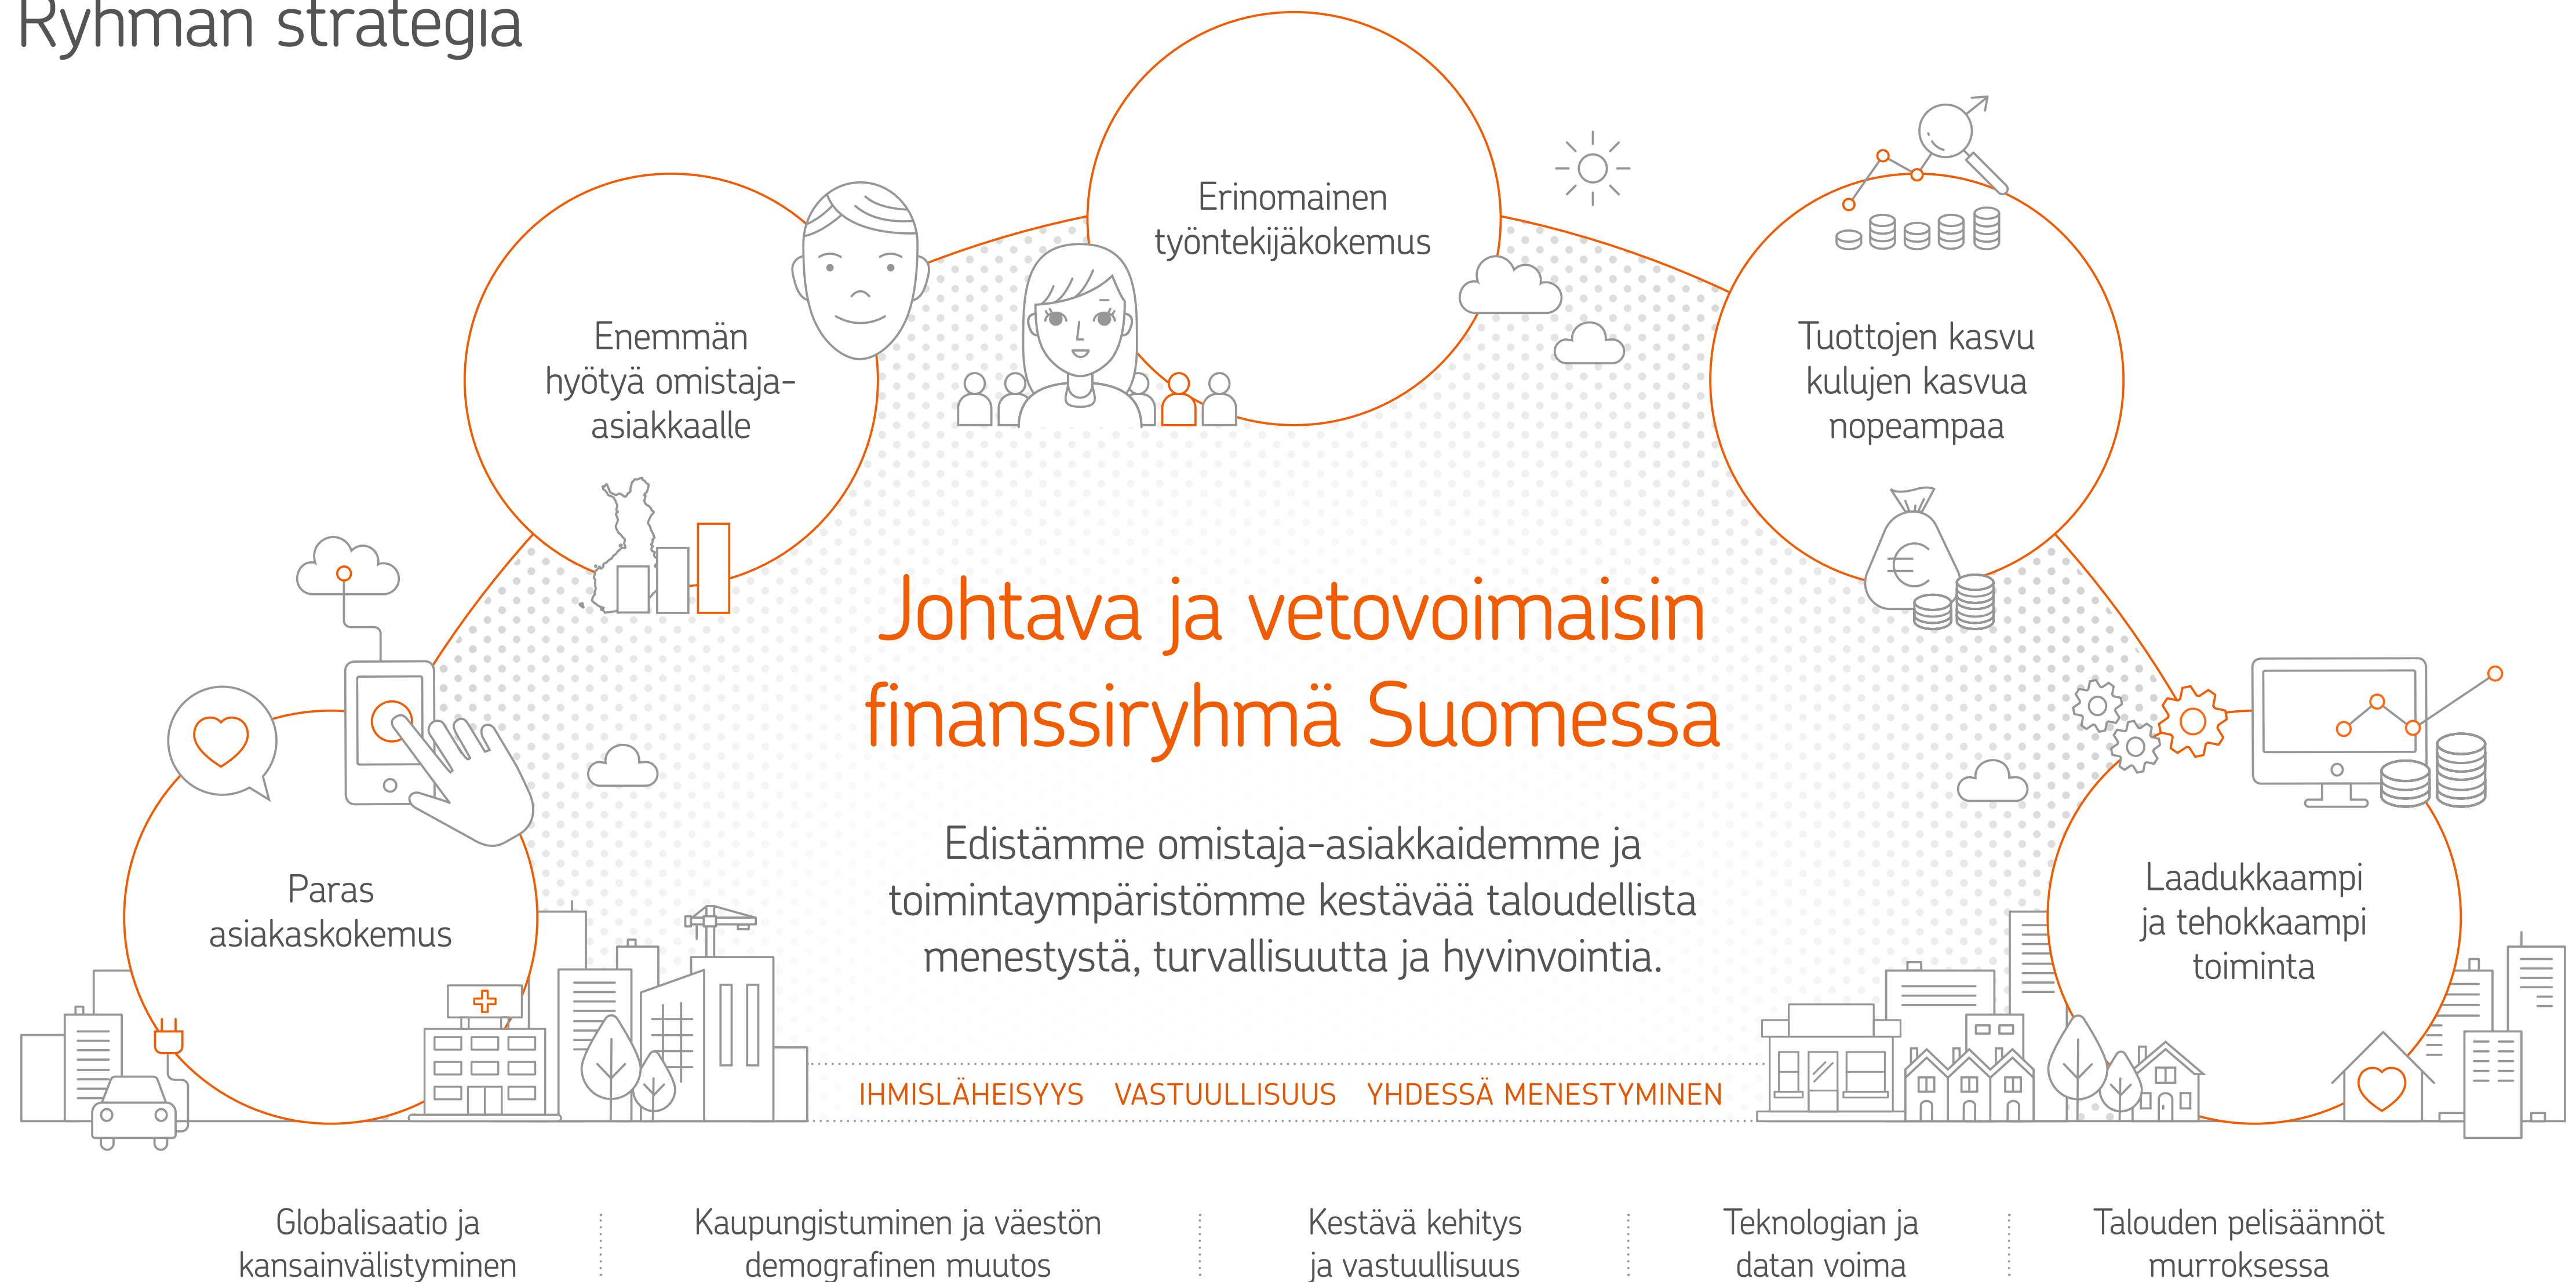 Ryhmän strategia
Erinomainen
työntekijäkokemus
Enemmän
hyötyä omistaja-
asiakkaalle
Tuottojen kasvu
kulujen kasvua
nopeampaa
Johtava ja vetovoimaisin
finanssiryhmä Suomessa
Edistämme omistaja-asiakkaidemme ja
toimintaympäristömme kestävää taloudellista
menestystä, turvallisuutta ja hyvinvointia.
Paras
asiakaskokemus
Laadukkaampi
ja tehokkaampi
toiminta
IHMISLÄHEISYYS VASTUULLISUUS YHDESSÄ MENESTYMINEN
Globalisaatio ja
kansainvälistyminen
Kaupungistuminen ja väestön
demografinen muutos
Kestävä kehitys
ja vastuullisuus
Teknologian ja
datan voima
Talouden pelisäännöt
murroksessa